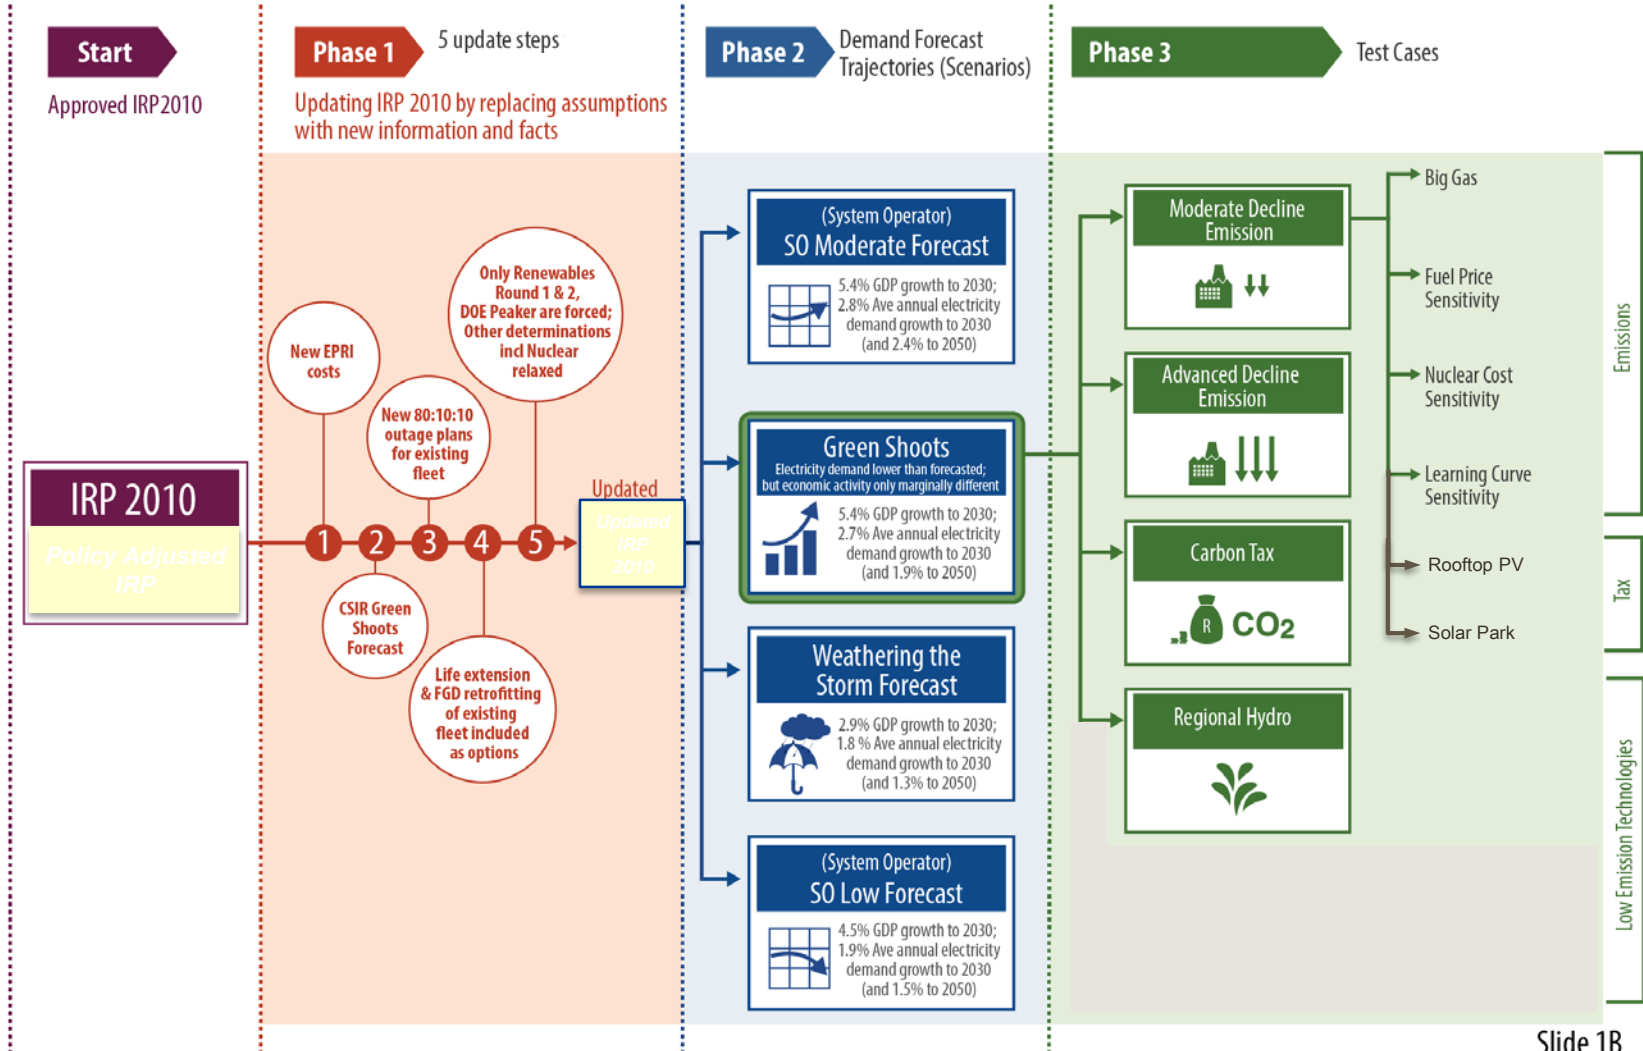 Start
Approved IRP2010
Phase 1
5 update steps
Updating IRP 2010 by replacing assumptions
with new information and facts
Phase 2
Demand Forecast
Trajectories (Scenarios)
Phase 3
Test Cases
IRP 2010
Policy Adjusted
IRP
New EPRI
costs
New 80:10:10
outage plans
for existing
fleet
Only Renewables
Round 1 & 2,
DOE Peaker are forced;
Other determinations
incl Nuclear
relaxed
1
2
3
4
5
CSIR Green
Shoots
Forecast
Life extension
& FGD retrofitting
of existing
fleet included
as options
Updated
Updated
IRP
2010
(System Operator)
SO Moderate Forecast
5.4% GDP growth to 2030;
2.8% Ave annual electricity
demand growth to 2030
(and 2.4% to 2050)
Green Shoots
Electricity demand lower than forecasted;
but economic activity only marginally different
5.4% GDP growth to 2030;
2.7% Ave annual electricity
demand growth to 2030
(and 1.9% to 2050)
Weathering the
Storm Forecast
2.9% GDP growth to 2030;
1.8 % Ave annual electricity
demand growth to 2030
(and 1.3% to 2050)
(System Operator)
SO Low Forecast
4.5% GDP growth to 2030;
1.9% Ave annual electricity
demand growth to 2030
(and 1.5% to 2050)
Moderate Decline
Emission
Advanced Decline
Emission
Carbon Tax
R
CO2
Regional Hydro
Big Gas
Fuel Price
Sensitivity
Nuclear Cost
Sensitivity
Learning Curve
Sensitivity
Rooftop PV
Solar Park
Emissions
Tax
Low Emission Technologies
Slide 1B